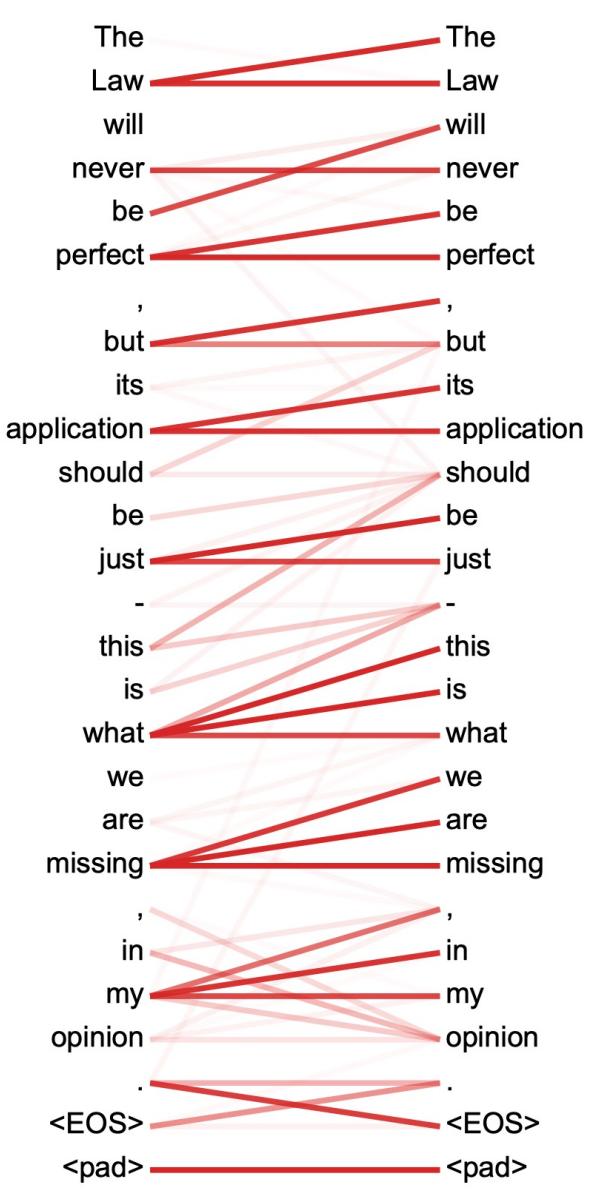 The The
Law Law
will will
never never
be be
perfect perfect
, ,
but but
its its
application application
should should
be be
just just
- -
this this
is is
what what
we we
are are
missing missing
, ,
in in
my my
opinion opinion
. .
<EOS> <EOS>
<pad> <pad>